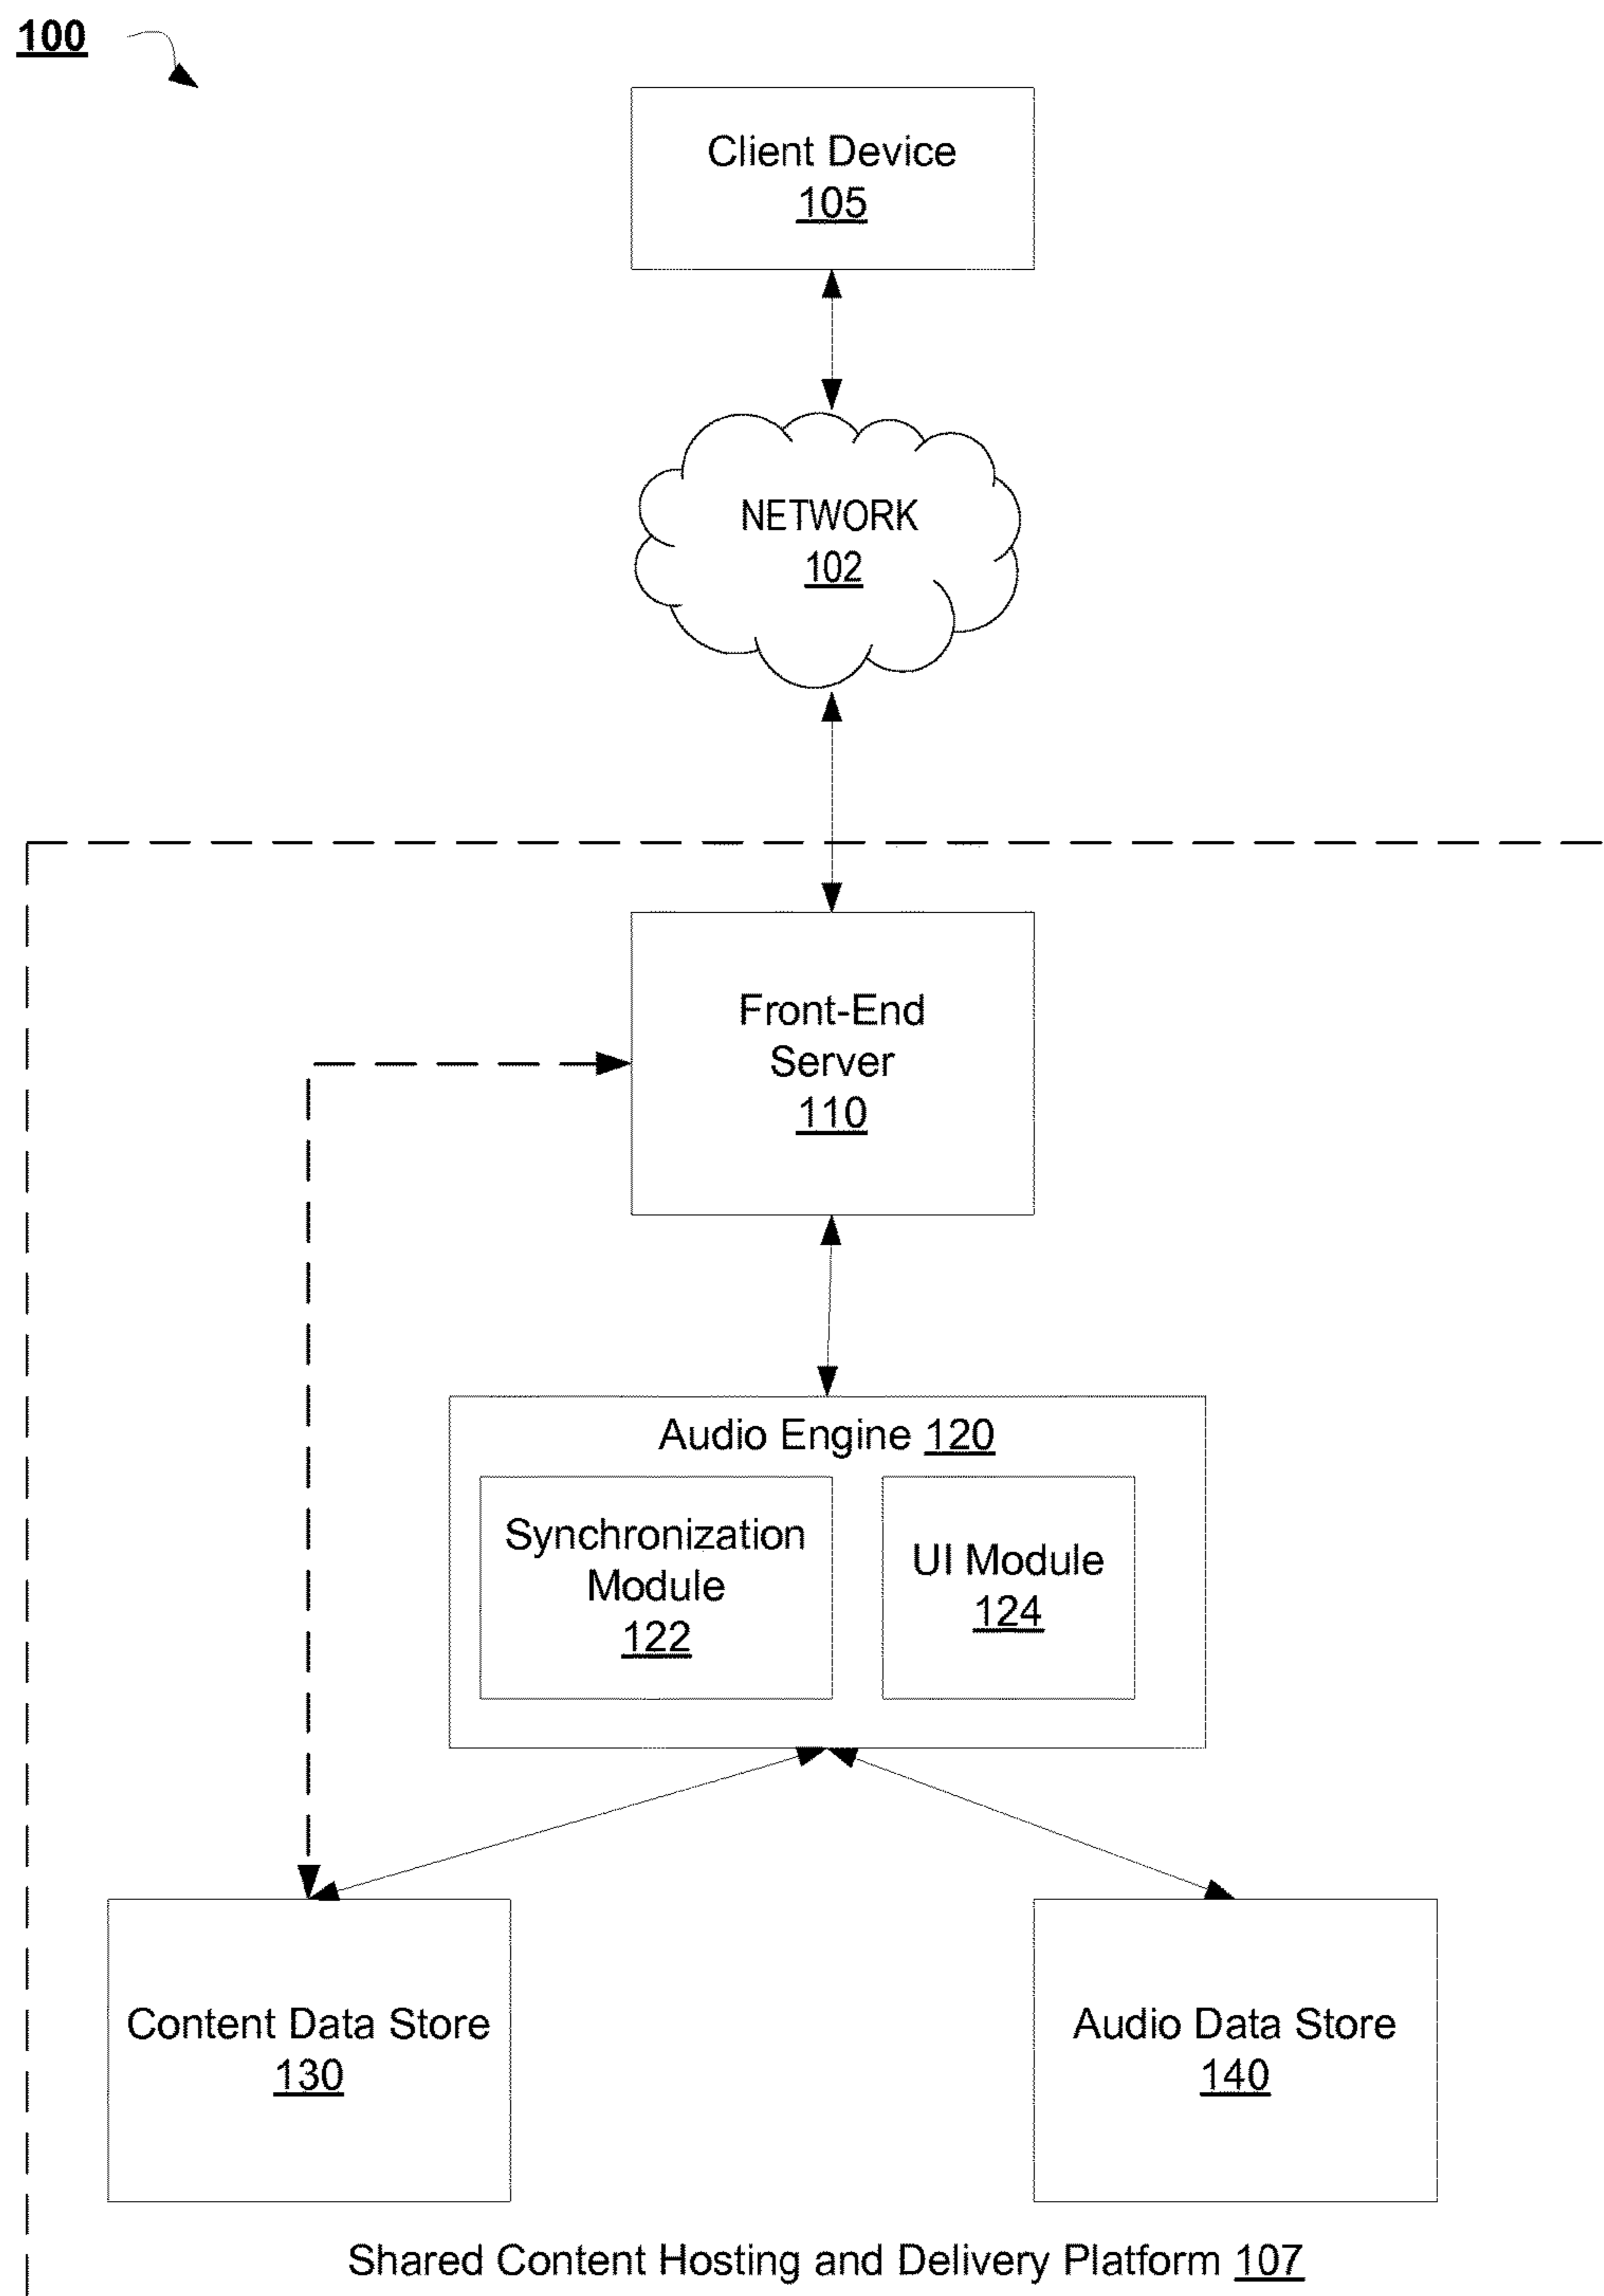 100
Client Device
105
NETWORK
102
Front-End
Server
110
Audio Engine 120
Synchronization
Module
122
UI Module
124
Content Data Store
130
Audio Data Store
140
Shared Content Hosting and Delivery Platform 107